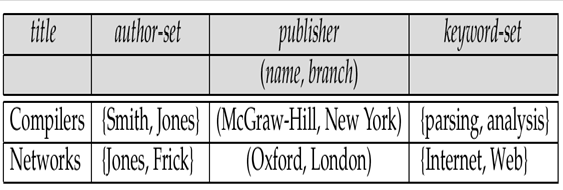 title author-set publisher keyword-set
(name, branch)
Compilers {Smith, Jones} (McGraw-Hill, New York) {parsing, analysis}
Networks {Jones, Frick} (Oxford, London) {Internet, Web}